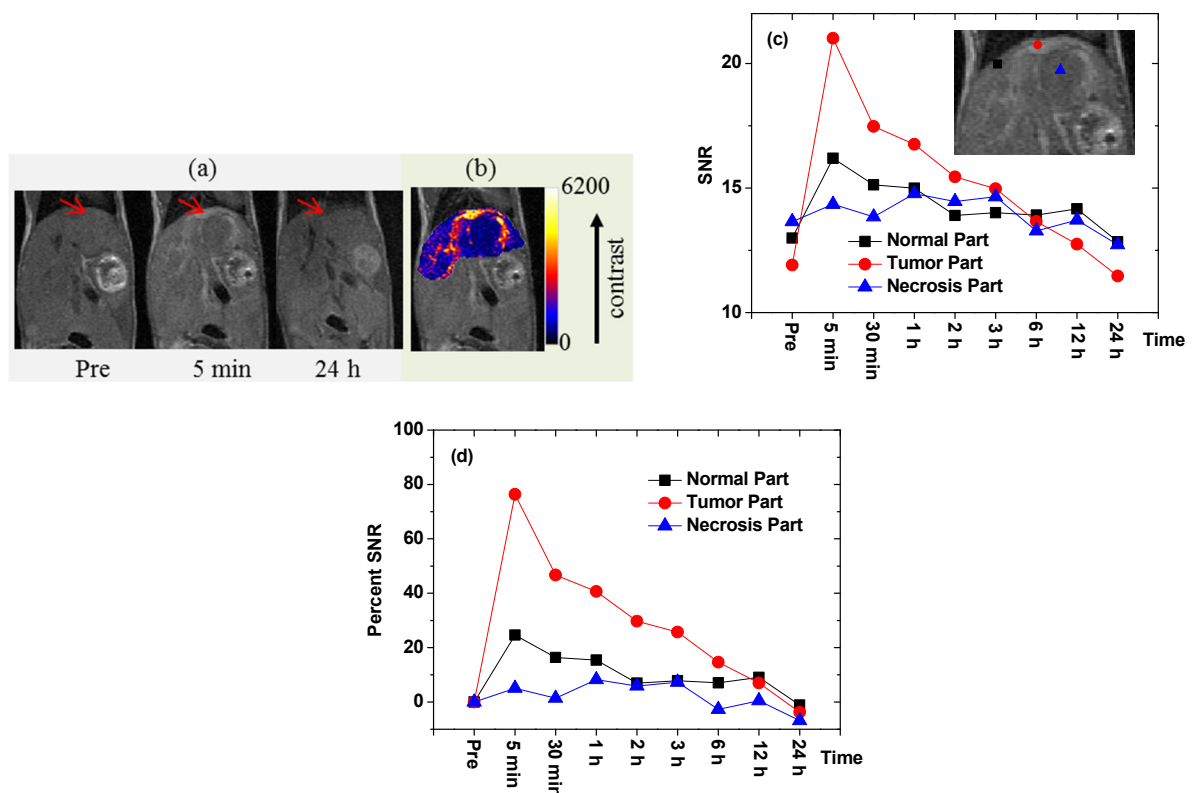 (a)
(b)
Pre
5 min
24 h
6200
0
contrast
(c)
SNR
20
15
10
Normal Part
Tumor Part
Necrosis Part
Pre
5 min
30 min
1 h
2 h
3 h
6 h
12 h
24 h
Time
(d)
Percent SNR
100
80
60
40
20
0
Normal Part
Tumor Part
Necrosis Part
Pre
5 min
30 min
1 h
2 h
3 h
6 h
12 h
24 h
Time